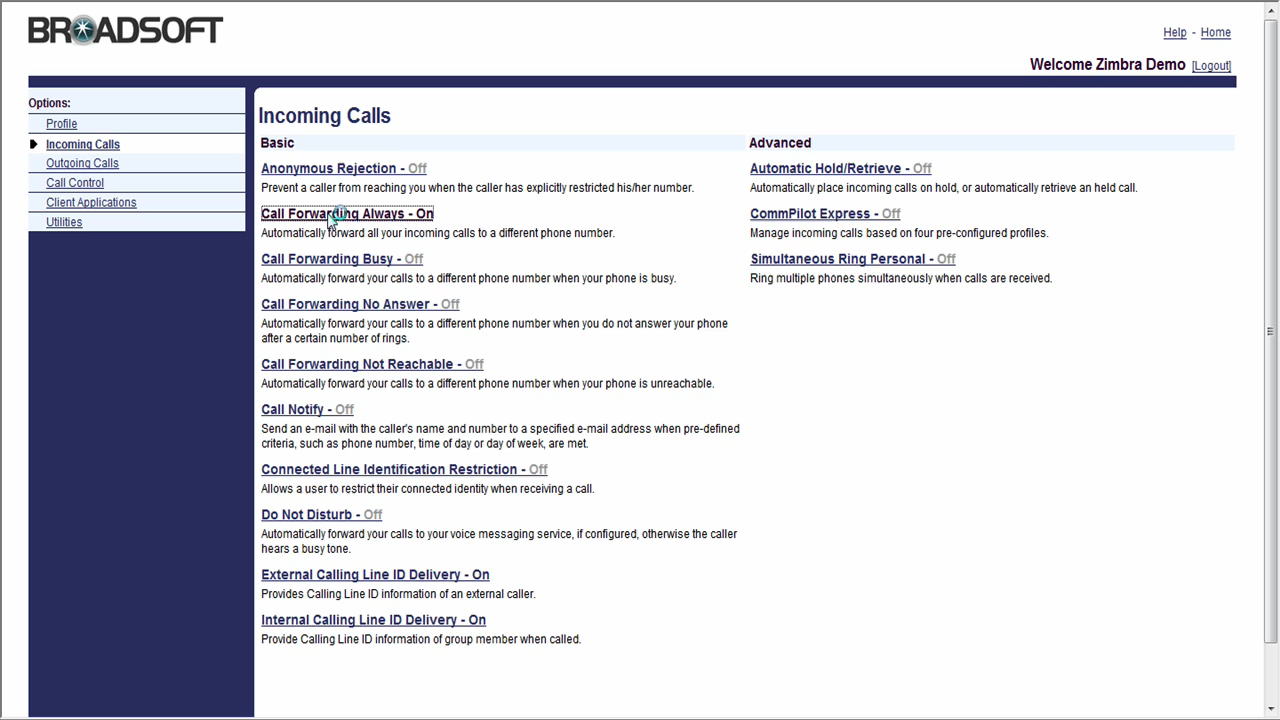 BROADSOFT
Help - Home
Welcome Zimbra Demo [Logout]
Options:
Profile
Incoming Calls
Outgoing Calls
Call Control
Client Applications
Utilities
Incoming Calls
Basic
Anonymous Rejection - Off
Prevent a caller from reaching you when the caller has explicitly restricted his/her number.
Call Forwarding Always - On
Automatically forward all your incoming calls to a different phone number.
Call Forwarding Busy - Off
Automatically forward your calls to a different phone number when your phone is busy.
Call Forwarding No Answer - Off
Automatically forward your calls to a different phone number when you do not answer your phone
after a certain number of rings.
Call Forwarding Not Reachable - Off
Automatically forward your calls to a different phone number when your phone is unreachable.
Call Notify - Off
Send an e-mail with the caller's name and number to a specified e-mail address when pre-defined
criteria, such as phone number, time of day or day of week, are met.
Connected Line Identification Restriction - Off
Allows a user to restrict their connected identity when receiving a call.
Do Not Disturb - Off
Automatically forward your calls to your voice messaging service, if configured, otherwise the caller
hears a busy tone.
External Calling Line ID Delivery - On
Provides Calling Line ID information of an external caller.
Internal Calling Line ID Delivery - On
Provide Calling Line ID information of group member when called.
Advanced
Automatic Hold/Retrieve - Off
Automatically place incoming calls on hold, or automatically retrieve an held call.
CommPilot Express - Off
Manage incoming calls based on four pre-configured profiles.
Simultaneous Ring Personal - Off
Ring multiple phones simultaneously when calls are received.